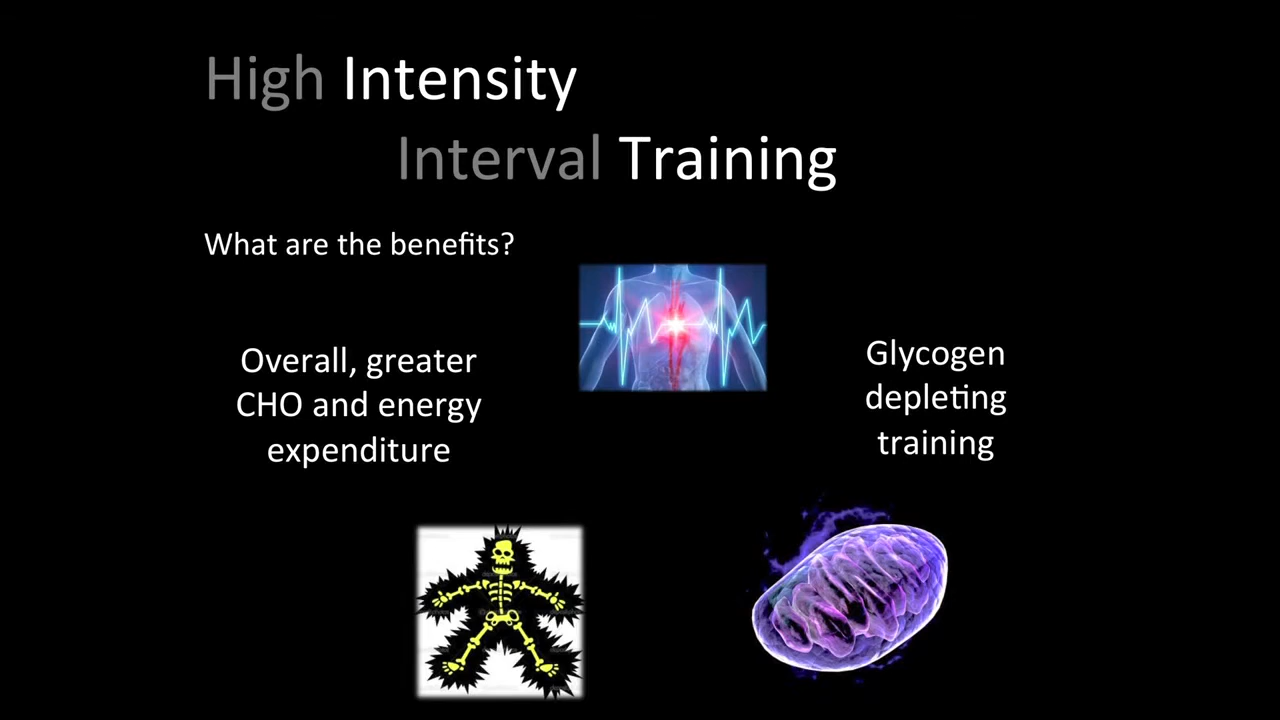 High Intensity
Interval Training
What are the benefits?
Overall, greater
CHO and energy
expenditure
Glycogen
depleting
training